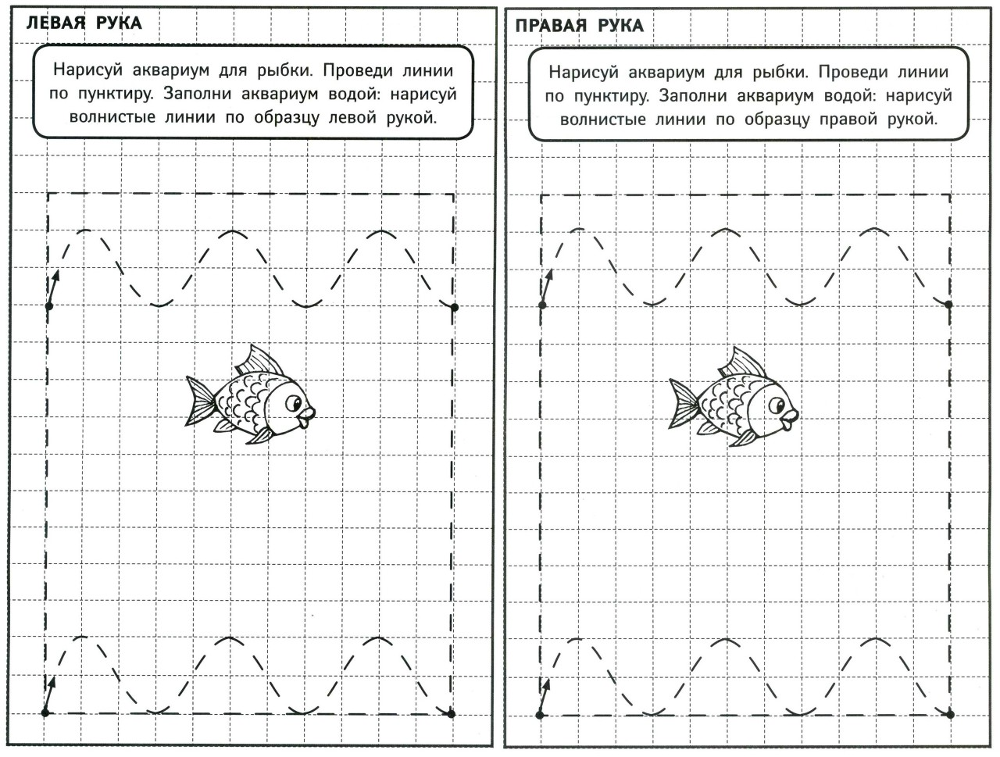 ЛЕВАЯ РУКА
Нарисуй аквариум для рыбки. Проведи линии
по пунктиру. Заполни аквариум водой: нарисуй
волнистые линии по образцу левой рукой.
ПРАВАЯ РУКА
Нарисуй аквариум для рыбки. Проведи линии
по пунктиру. Заполни аквариум водой: нарисуй
волнистые линии по образцу правой рукой.